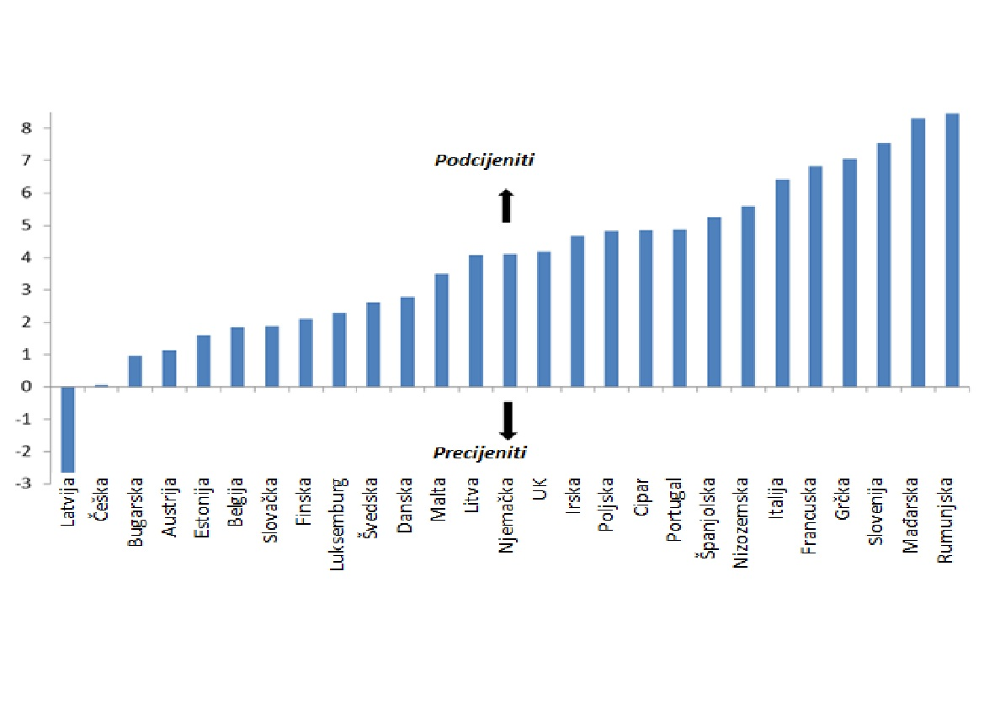 8
7
6
5
4
3
2
1
0
-1
-2
-3
Podcijeniti
Precijeniti
Latvija
Češka
Bugarska
Austrija
Estonija
Belgija
Slovačka
Finska
Luksemburg
Švedska
Danska
Malta
Litva
Njemačka
UK
Irska
Poljska
Cipar
Portugal
Španjolska
Nizozemska
Italija
Francuska
Grčka
Slovenija
Mađarska
Rumunjska